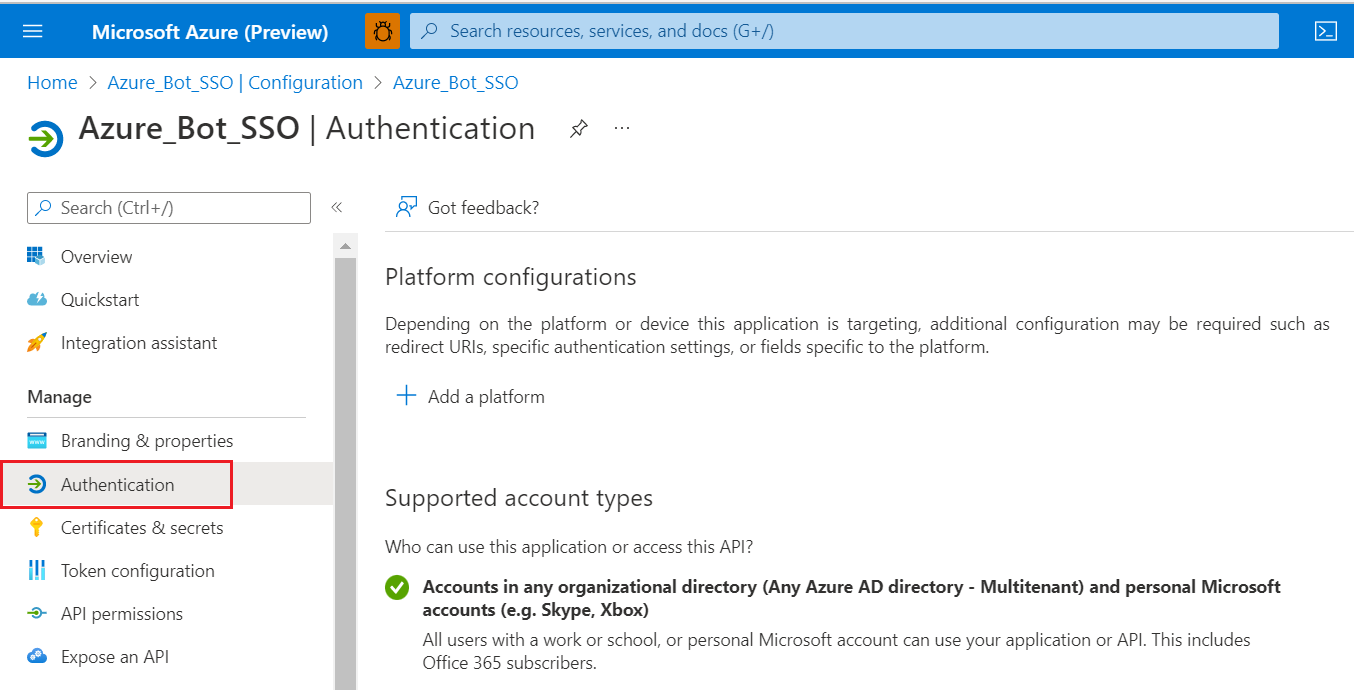 Microsoft Azure (Preview)
Search resources, services, and docs (G+/)
Home > Azure_Bot_SSO | Configuration > Azure_Bot_SSO
Azure_Bot_SSO | Authentication
Search (Ctrl+/)
Overview
Quickstart
Integration assistant
Manage
www
Branding & properties
Authentication
Certificates & secrets
Token configuration
API permissions
Expose an API
Got feedback?
Platform configurations
Depending on the platform or device this application is targeting, additional configuration may be required such as
redirect URIs, specific authentication settings, or fields specific to the platform.
Add a platform
Supported account types
Who can use this application or access this API?
Accounts in any organizational directory (Any Azure AD directory - Multitenant) and personal Microsoft
accounts (e.g. Skype, Xbox)
All users with a work or school, or personal Microsoft account can use your application or API. This includes
Office 365 subscribers.